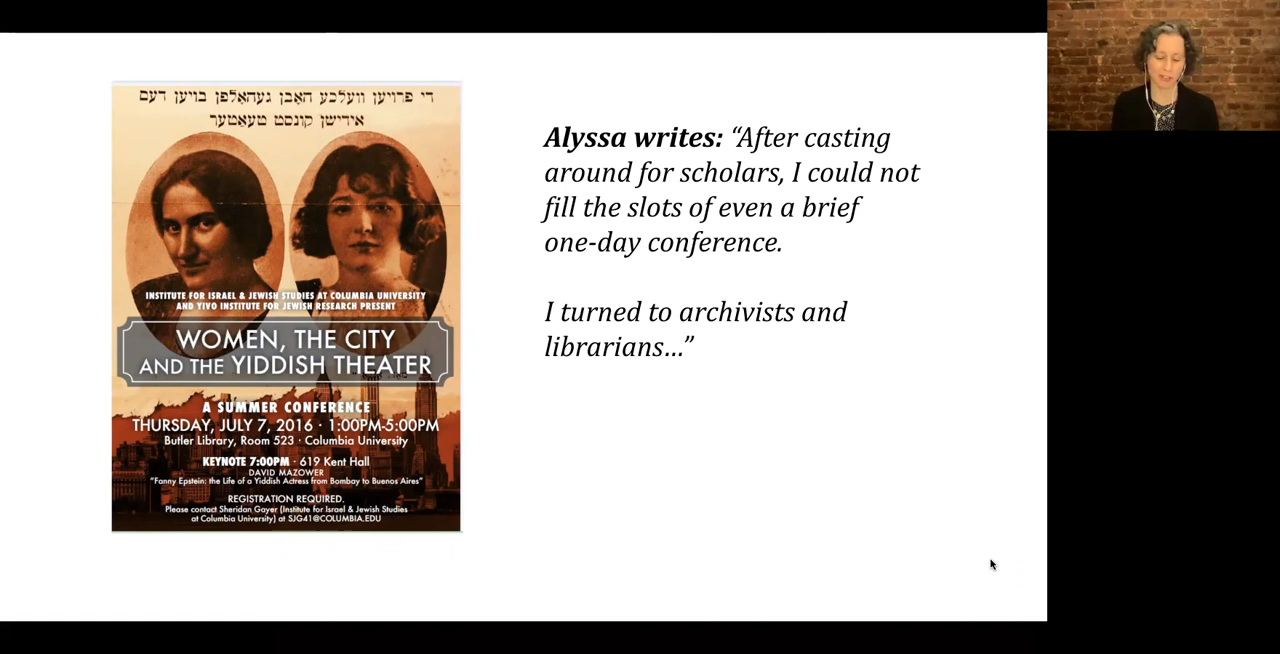 די פרויען וועלכע האָבן געהאָלפן בויען דעם
אידישן קונסט טעאַטער
INSTITUTE FOR ISRAEL & JEWISH STUDIES AT COLUMBIA UNIVERSITY
AND YIVO INSTITUTE FOR JEWISH RESEARCH PRESENT
WOMEN, THE CITY
AND THE YIDDISH THEATER
A SUMMER CONFERENCE
THURSDAY, JULY 7, 2016 · 1:00PM-5:00PM
Butler Library, Room 523 · Columbia University
KEYNOTE 7:00PM · 619 Kent Hall
DAVID MAZOWER
"Fanny Epstein: the Life of a Yiddish Actress from Bombay to Buenos Aires"
REGISTRATION REQUIRED.
Please contact Sheridan Gayer (Institute for Israel & Jewish Studies
at Columbia University) at SJG41@COLUMBIA.EDU
Alyssa writes: “After casting
around for scholars, I could not
fill the slots of even a brief
one-day conference.
I turned to archivists and
librarians…”